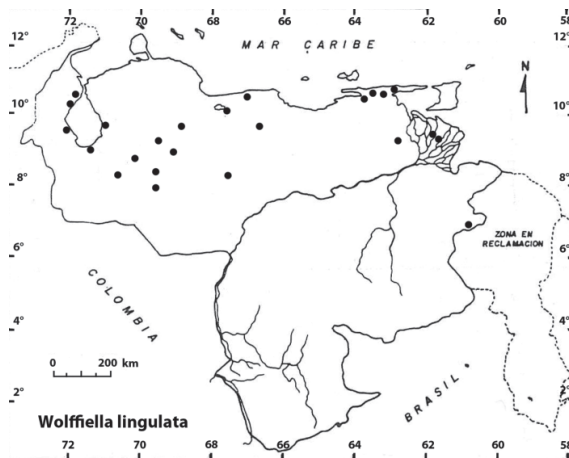 72 70 68 66 64 62 60 58
12°
12°
MAR CARIBE
N
10°
10°
8°
8°
ZONA EN
RECLAMACION
6°
6°
COLOMBIA
4°
4°
0 200 km
BRASIL
2°
2°
Wolffiella lingulata
72 70 68 66 64 62 60 58